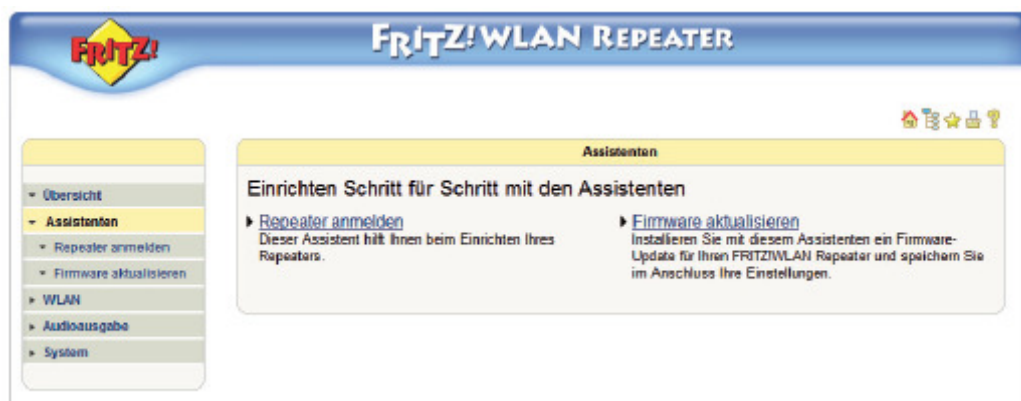 FRITZ!
FRITZ! WLAN REPEATER
Übersicht
Assistenten
Repeater anmelden
Firmware aktualisieren
WLAN
Audioausgabe
System
Assistenten
Einrichten Schritt für Schritt mit den Assistenten
Repeater anmelden
Dieser Assistent hilft Ihnen beim Einrichten Ihres
Repeaters.
Firmware aktualisieren
Installieren Sie mit diesem Assistenten ein Firmware-
Update für Ihren FRITZ!WLAN Repeater und speichern Sie
im Anschluss Ihre Einstellungen.